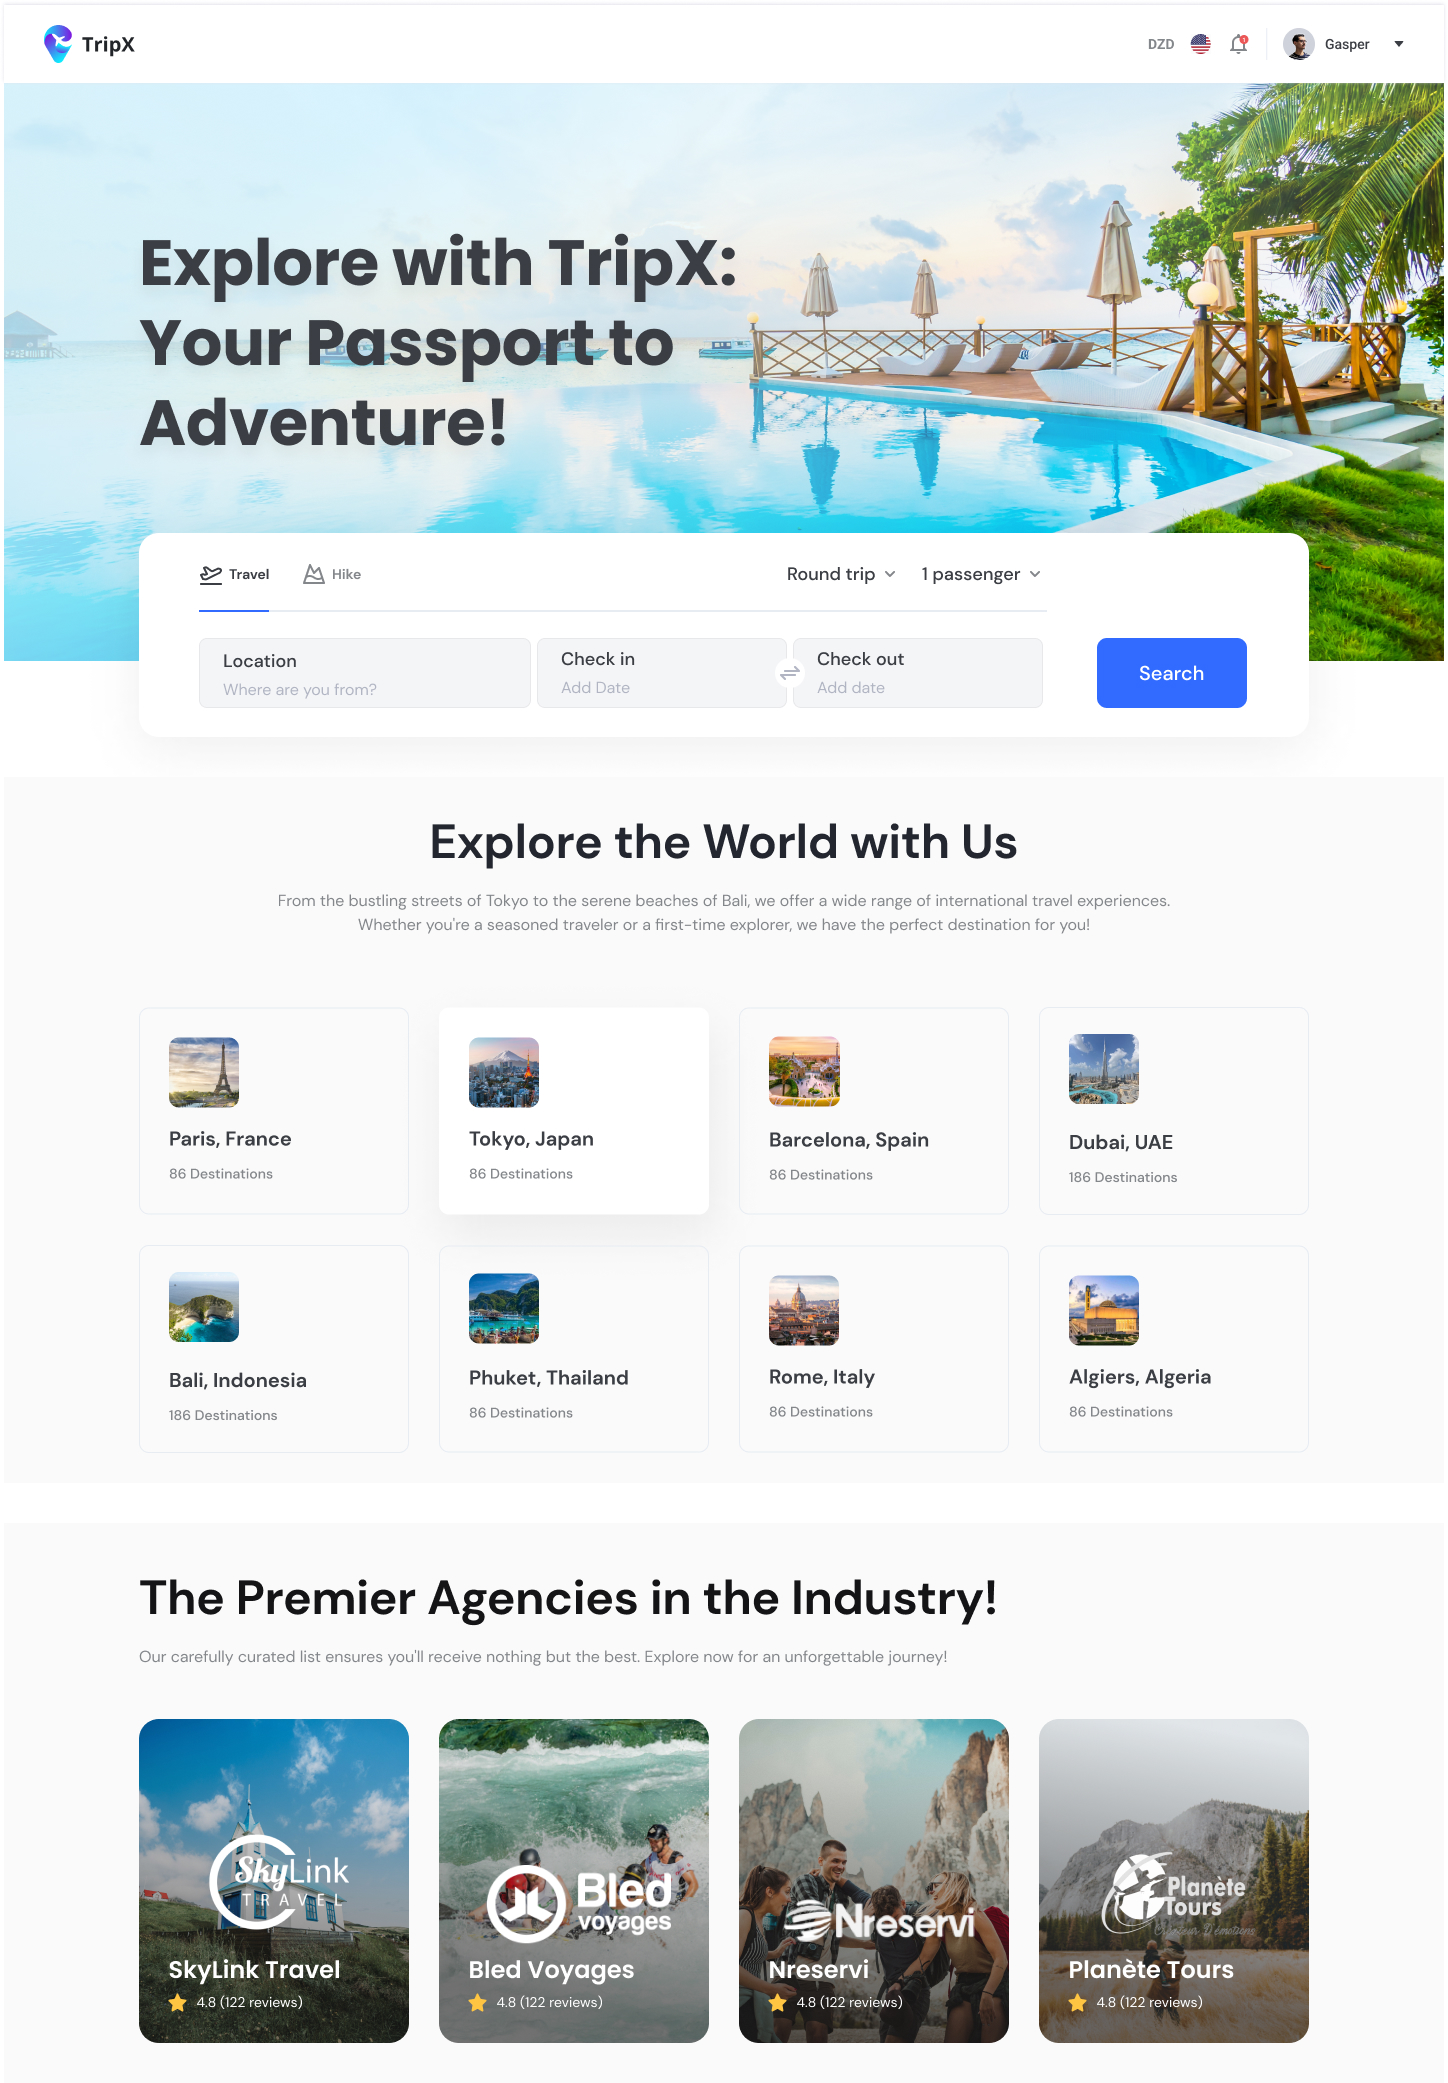 TripX
DZD
1
Gasper
Explore with TripX:
Your Passport to
Adventure!
Travel
Hike
Round trip
1 passenger
Location
Where are you from?
Check in
Add Date
Check out
Add date
Search
Explore the World with Us
From the bustling streets of Tokyo to the serene beaches of Bali, we offer a wide range of international travel experiences.
Whether you're a seasoned traveler or a first-time explorer, we have the perfect destination for you!
Paris, France
86 Destinations
Tokyo, Japan
86 Destinations
Barcelona, Spain
86 Destinations
Dubai, UAE
186 Destinations
Bali, Indonesia
186 Destinations
Phuket, Thailand
86 Destinations
Rome, Italy
86 Destinations
Algiers, Algeria
86 Destinations
The Premier Agencies in the Industry!
Our carefully curated list ensures you'll receive nothing but the best. Explore now for an unforgettable journey!
SkyLink
TRAVEL
SkyLink Travel
4.8 (122 reviews)
Bled
voyages
Bled Voyages
4.8 (122 reviews)
Nreservi
Nreservi
4.8 (122 reviews)
Planète
Tours
Planète Tours
4.8 (122 reviews)